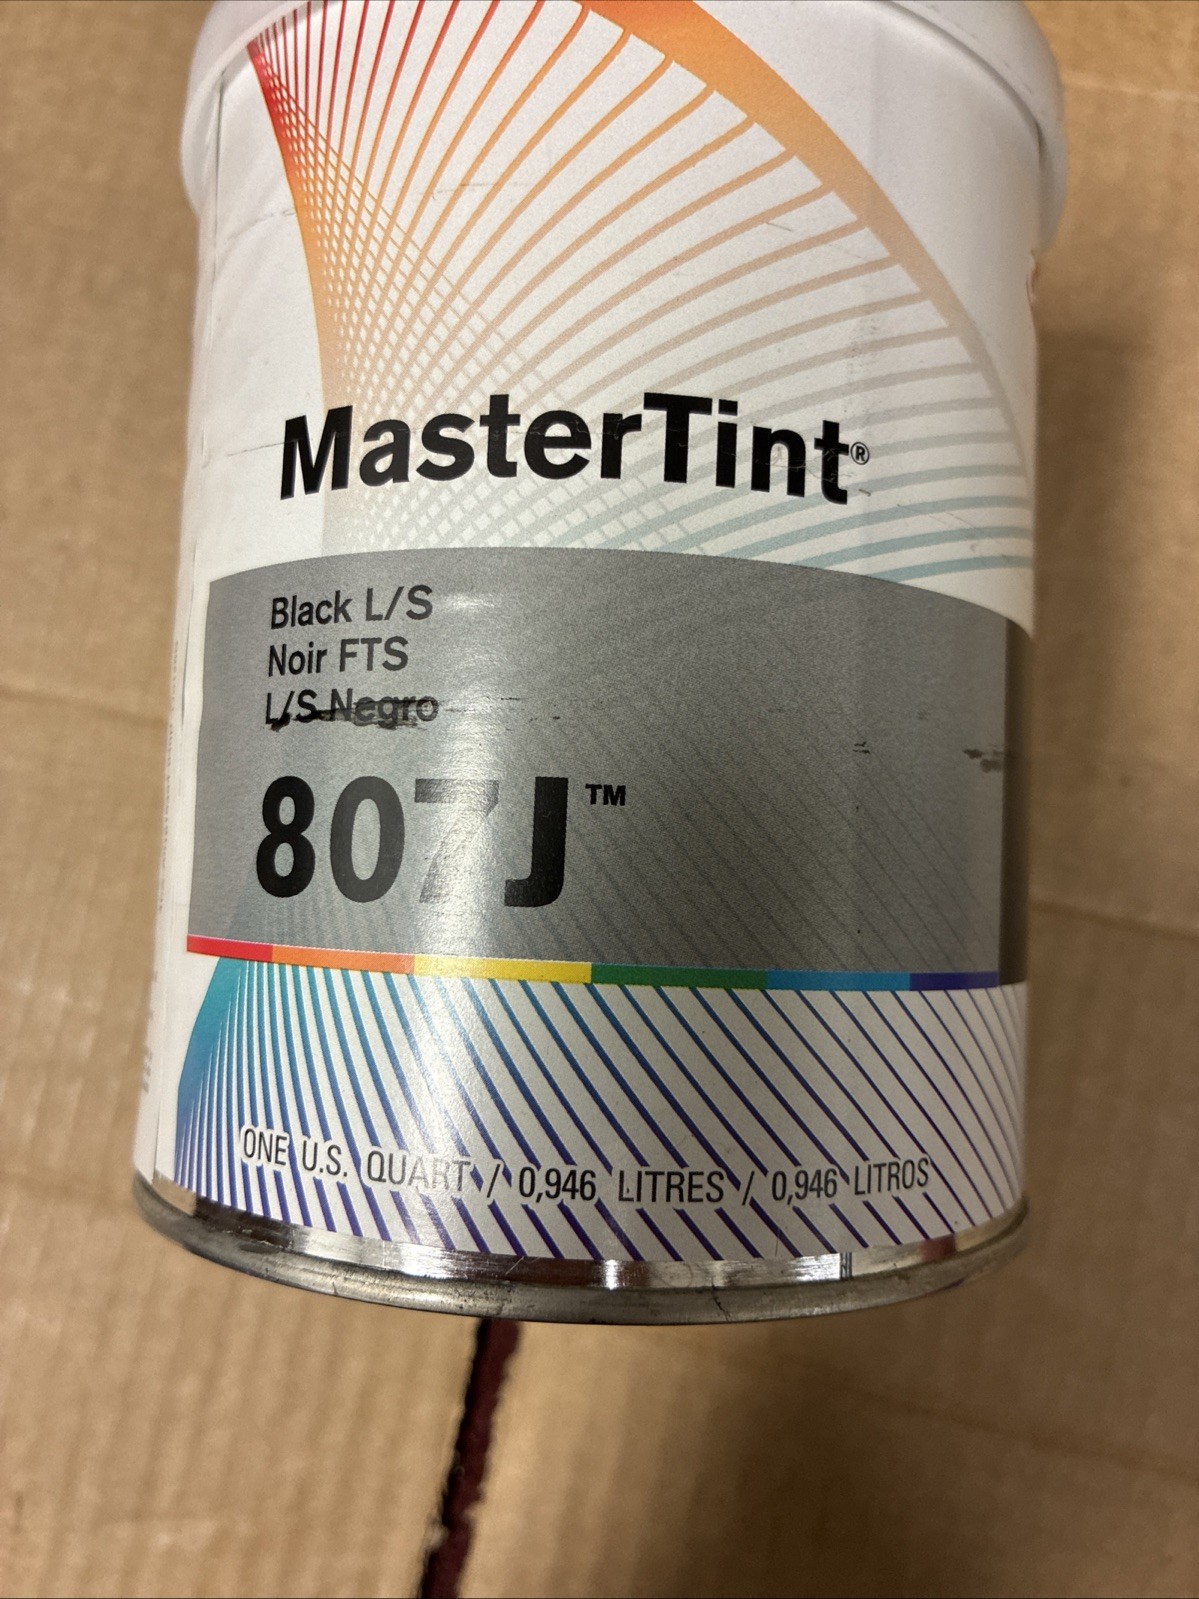 MasterTint®
Black L/S
Noir FTS
L/S Negro
807J™
ONE U.S. QUART / 0,946 LITRES / 0,946 LITROS